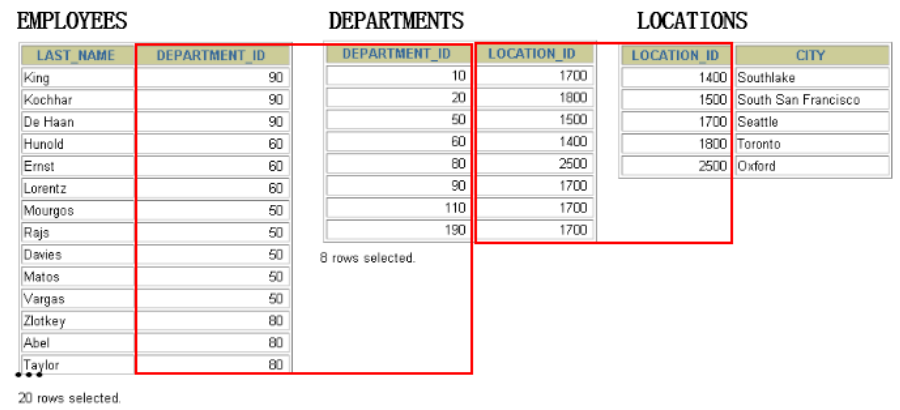 EMPLOYEES DEPARTMENTS LOCATIONS
LAST_NAME DEPARTMENT_ID DEPARTMENT_ID LOCATION_ID LOCATION_ID CITY
King 90 10 1700 1400 Southlake
Kochhar 90 20 1800 1500 South San Francisco
De Haan 90 50 1500 1700 Seattle
Hunold 60 60 1400 1800 Toronto
Ernst 60 80 2500 2500 Oxford
Lorentz 60 90 1700
Mourgos 50 110 1700
Rajs 50 190 1700
Davies 50 8 rows selected.
Matos 50
Vargas 50
Zlotkey 80
Abel 80
Taylor 80
...
20 rows selected.